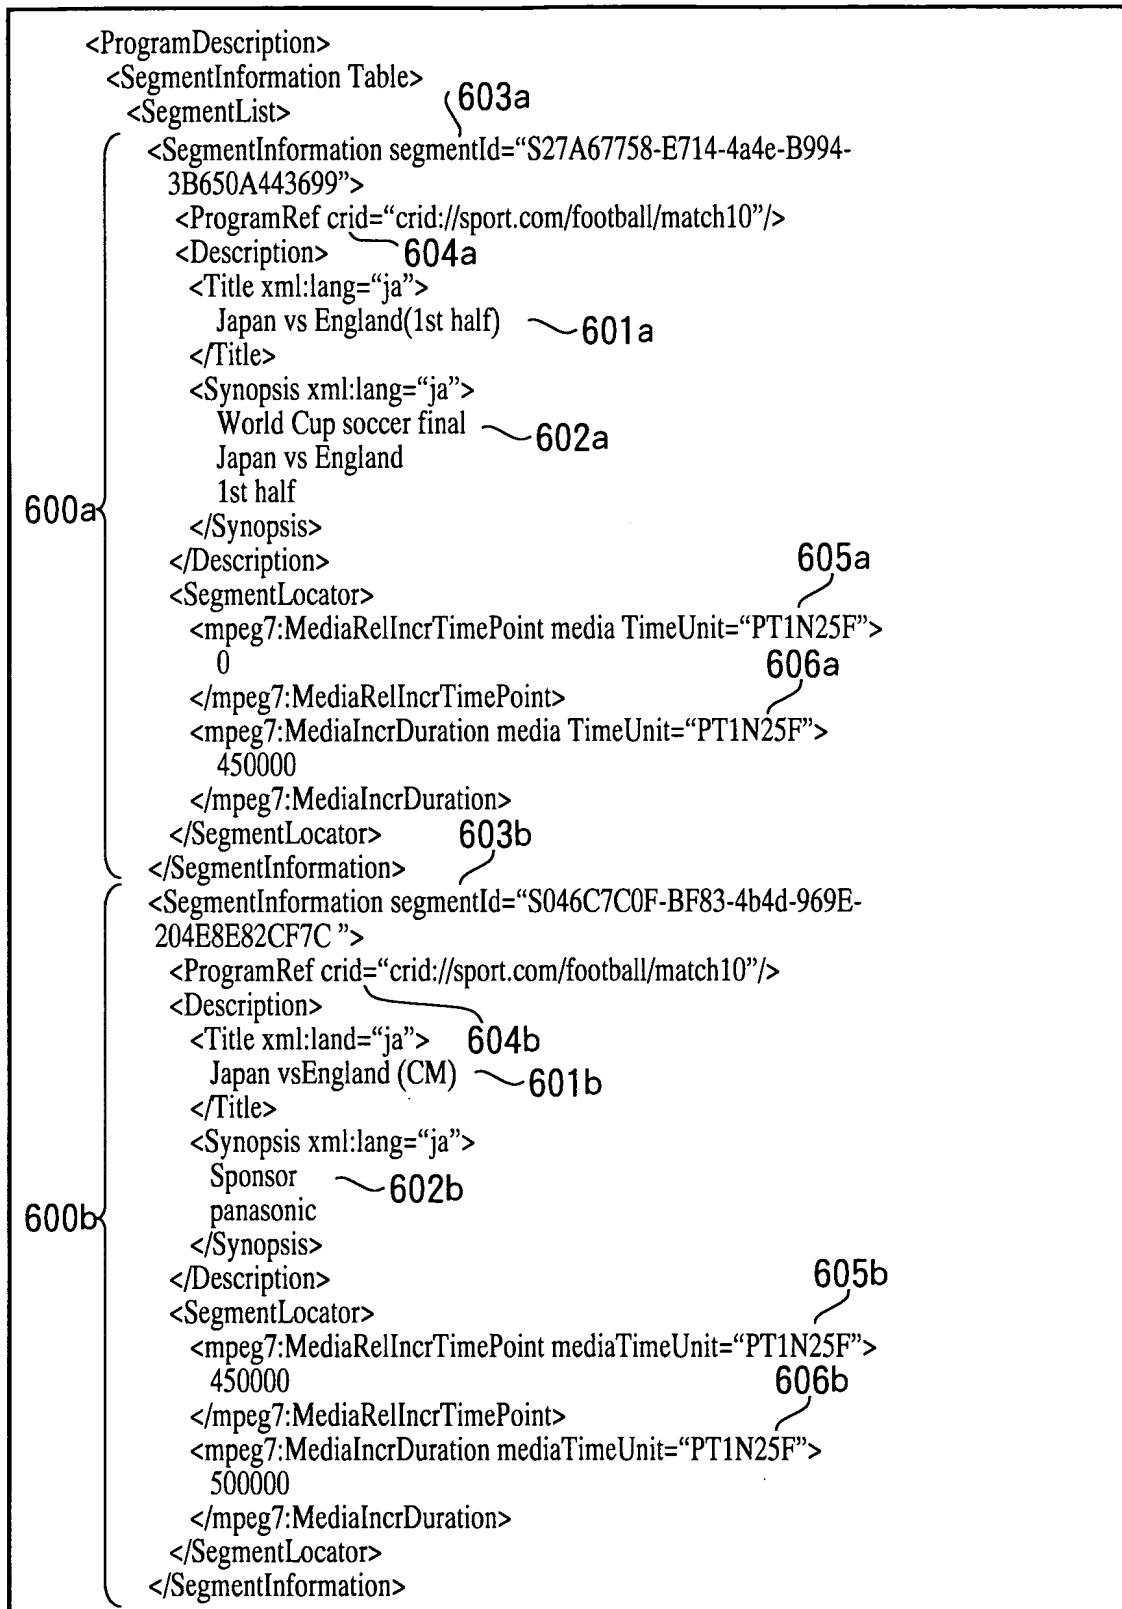 <ProgramDescription>
<SegmentInformation Table>
603a
<SegmentList>
<SegmentInformation segmentId=“S27A67758-E714-4a4e-B994-
3B650A443699”>
<ProgramRef crid=“crid://sport.com/football/match10”/>
<Description> 604a
<Title xml:lang=“ja”>
Japan vs England(1st half) 601a
</Title>
<Synopsis xml:lang=“ja”>
World Cup soccer final 602a
Japan vs England
1st half
600a
</Synopsis>
</Description> 605a
<SegmentLocator>
<mpeg7:MediaRelIncrTimePoint media TimeUnit=“PT1N25F”>
0 606a
</mpeg7:MediaRelIncrTimePoint>
<mpeg7:MediaIncrDuration media TimeUnit=“PT1N25F”>
450000
</mpeg7:MediaIncrDuration>
</SegmentLocator> 603b
</SegmentInformation>
<SegmentInformation segmentId=“S046C7C0F-BF83-4b4d-969E-
204E8E82CF7C ”>
<ProgramRef crid=“crid://sport.com/football/match10”/>
<Description>
<Title xml:land=“ja”> 604b
Japan vsEngland (CM) 601b
</Title>
<Synopsis xml:lang=“ja”>
Sponsor 602b
600b panasonic
</Synopsis>
</Description> 605b
<SegmentLocator>
<mpeg7:MediaRelIncrTimePoint mediaTimeUnit=“PT1N25F”>
450000 606b
</mpeg7:MediaRelIncrTimePoint>
<mpeg7:MediaIncrDuration mediaTimeUnit=“PT1N25F”>
500000
</mpeg7:MediaIncrDuration>
</SegmentLocator>
</SegmentInformation>